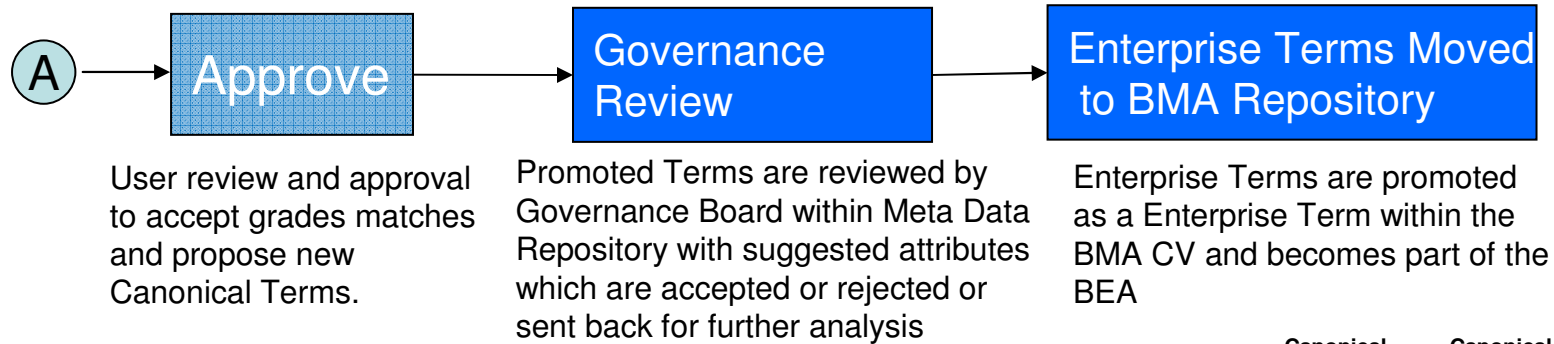 A
Approve
Governance
Review
Enterprise Terms Moved
to BMA Repository
User review and approval
to accept grades matches
and propose new
Canonical Terms.
Promoted Terms are reviewed by
Governance Board within Meta Data
Repository with suggested attributes
which are accepted or rejected or
sent back for further analysis
Enterprise Terms are promoted
as a Enterprise Term within the
BMA CV and becomes part of the
BEA
Canonical Canonical